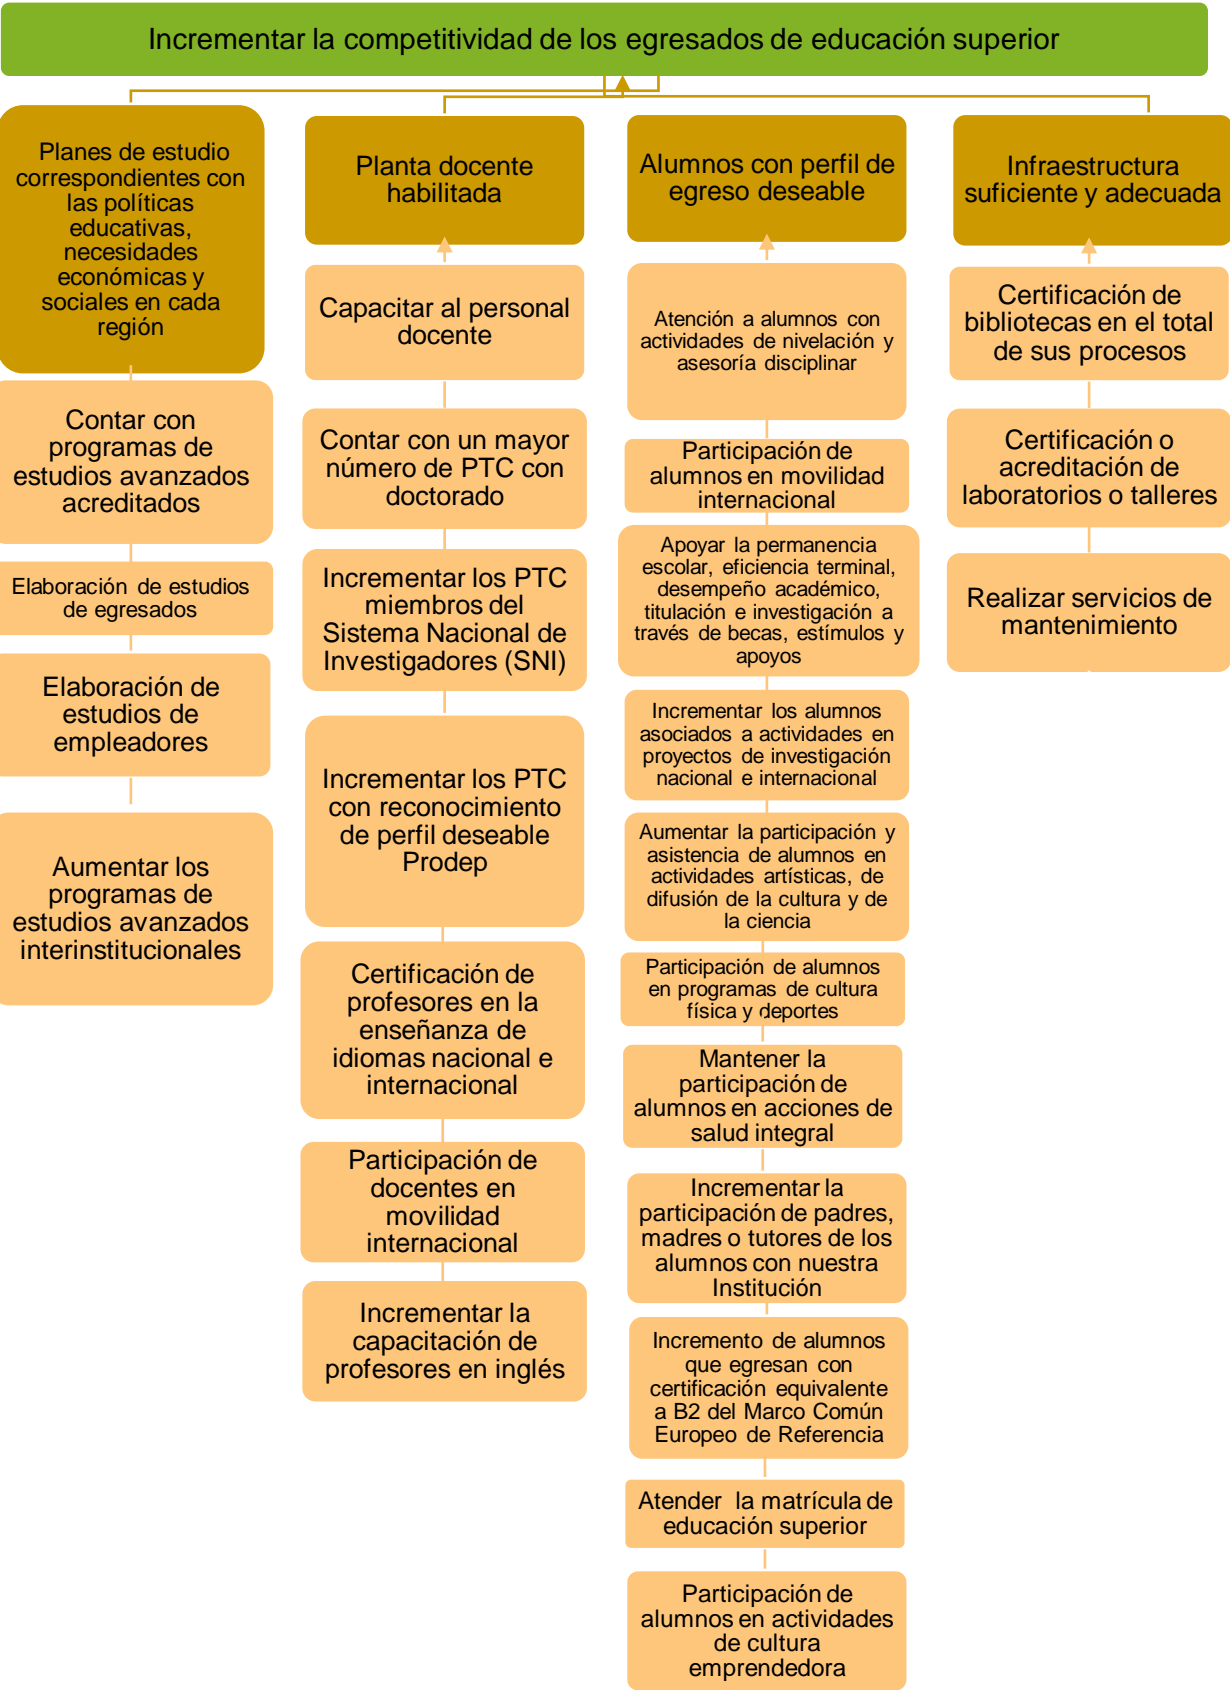 Incrementar la competitividad de los egresados de educación superior
Planes de estudio
correspondientes con
las políticas
educativas,
necesidades
económicas y
sociales en cada
región
Contar con
programas de
estudios avanzados
acreditados
Elaboración de estudios
de egresados
Elaboración de
estudios de
empleadores
Aumentar los
programas de
estudios avanzados
interinstitucionales
Planta docente
habilitada
Capacitar al personal
docente
Contar con un mayor
número de PTC con
doctorado
Incrementar los PTC
miembros del
Sistema Nacional de
Investigadores (SNI)
Incrementar los PTC
con reconocimiento
de perfil deseable
Prodep
Certificación de
profesores en la
enseñanza de
idiomas nacional e
internacional
Participación de
docentes en
movilidad
internacional
Incrementar la
capacitación de
profesores en inglés
Alumnos con perfil de
egreso deseable
Atención a alumnos con
actividades de nivelación y
asesoría disciplinar
Participación de
alumnos en movilidad
internacional
Apoyar la permanencia
escolar, eficiencia terminal,
desempeño académico,
titulación e investigación a
través de becas, estímulos y
apoyos
Incrementar los alumnos
asociados a actividades en
proyectos de investigación
nacional e internacional
Aumentar la participación y
asistencia de alumnos en
actividades artísticas, de
difusión de la cultura y de
la ciencia
Participación de alumnos
en programas de cultura
física y deportes
Mantener la
participación de
alumnos en acciones de
salud integral
Incrementar la
participación de padres,
madres o tutores de los
alumnos con nuestra
Institución
Incremento de alumnos
que egresan con
certificación equivalente
a B2 del Marco Común
Europeo de Referencia
Atender la matrícula de
educación superior
Participación de
alumnos en actividades
de cultura
emprendedora
Infraestructura
suficiente y adecuada
Certificación de
bibliotecas en el total
de sus procesos
Certificación o
acreditación de
laboratorios o talleres
Realizar servicios de
mantenimiento